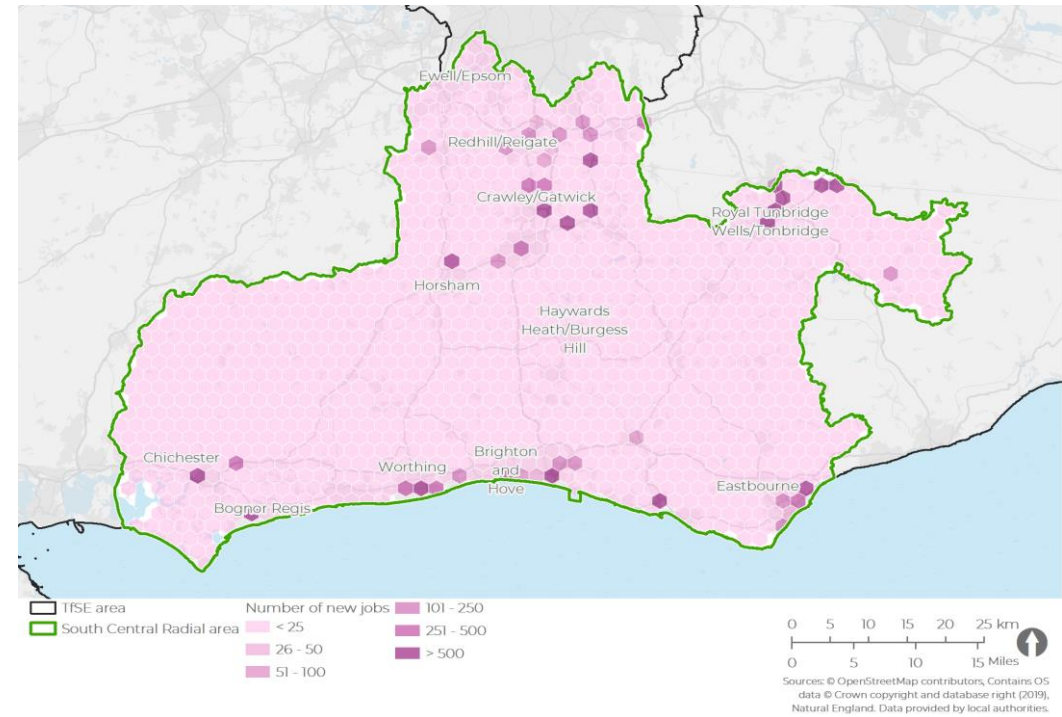 Ewell/Epsom
Redhill/Reigate
Crawley/Gatwick
Royal Tunbridge
Wells/Tonbridge
Horsham
Haywards
Heath/Burgess
Hill
Chichester
Worthing
Brighton
and
Hove
Eastbourne
Bognor Regis
TfSE area
South Central Radial area
Number of new jobs
< 25
26 - 50
51 - 100
101 - 250
251 - 500
> 500
0 5 10 15 20 25 km
0 5 10 15 Miles
Sources: © OpenStreetMap contributors, Contains OS
data © Crown copyright and database right (2019),
Natural England. Data provided by local authorities.